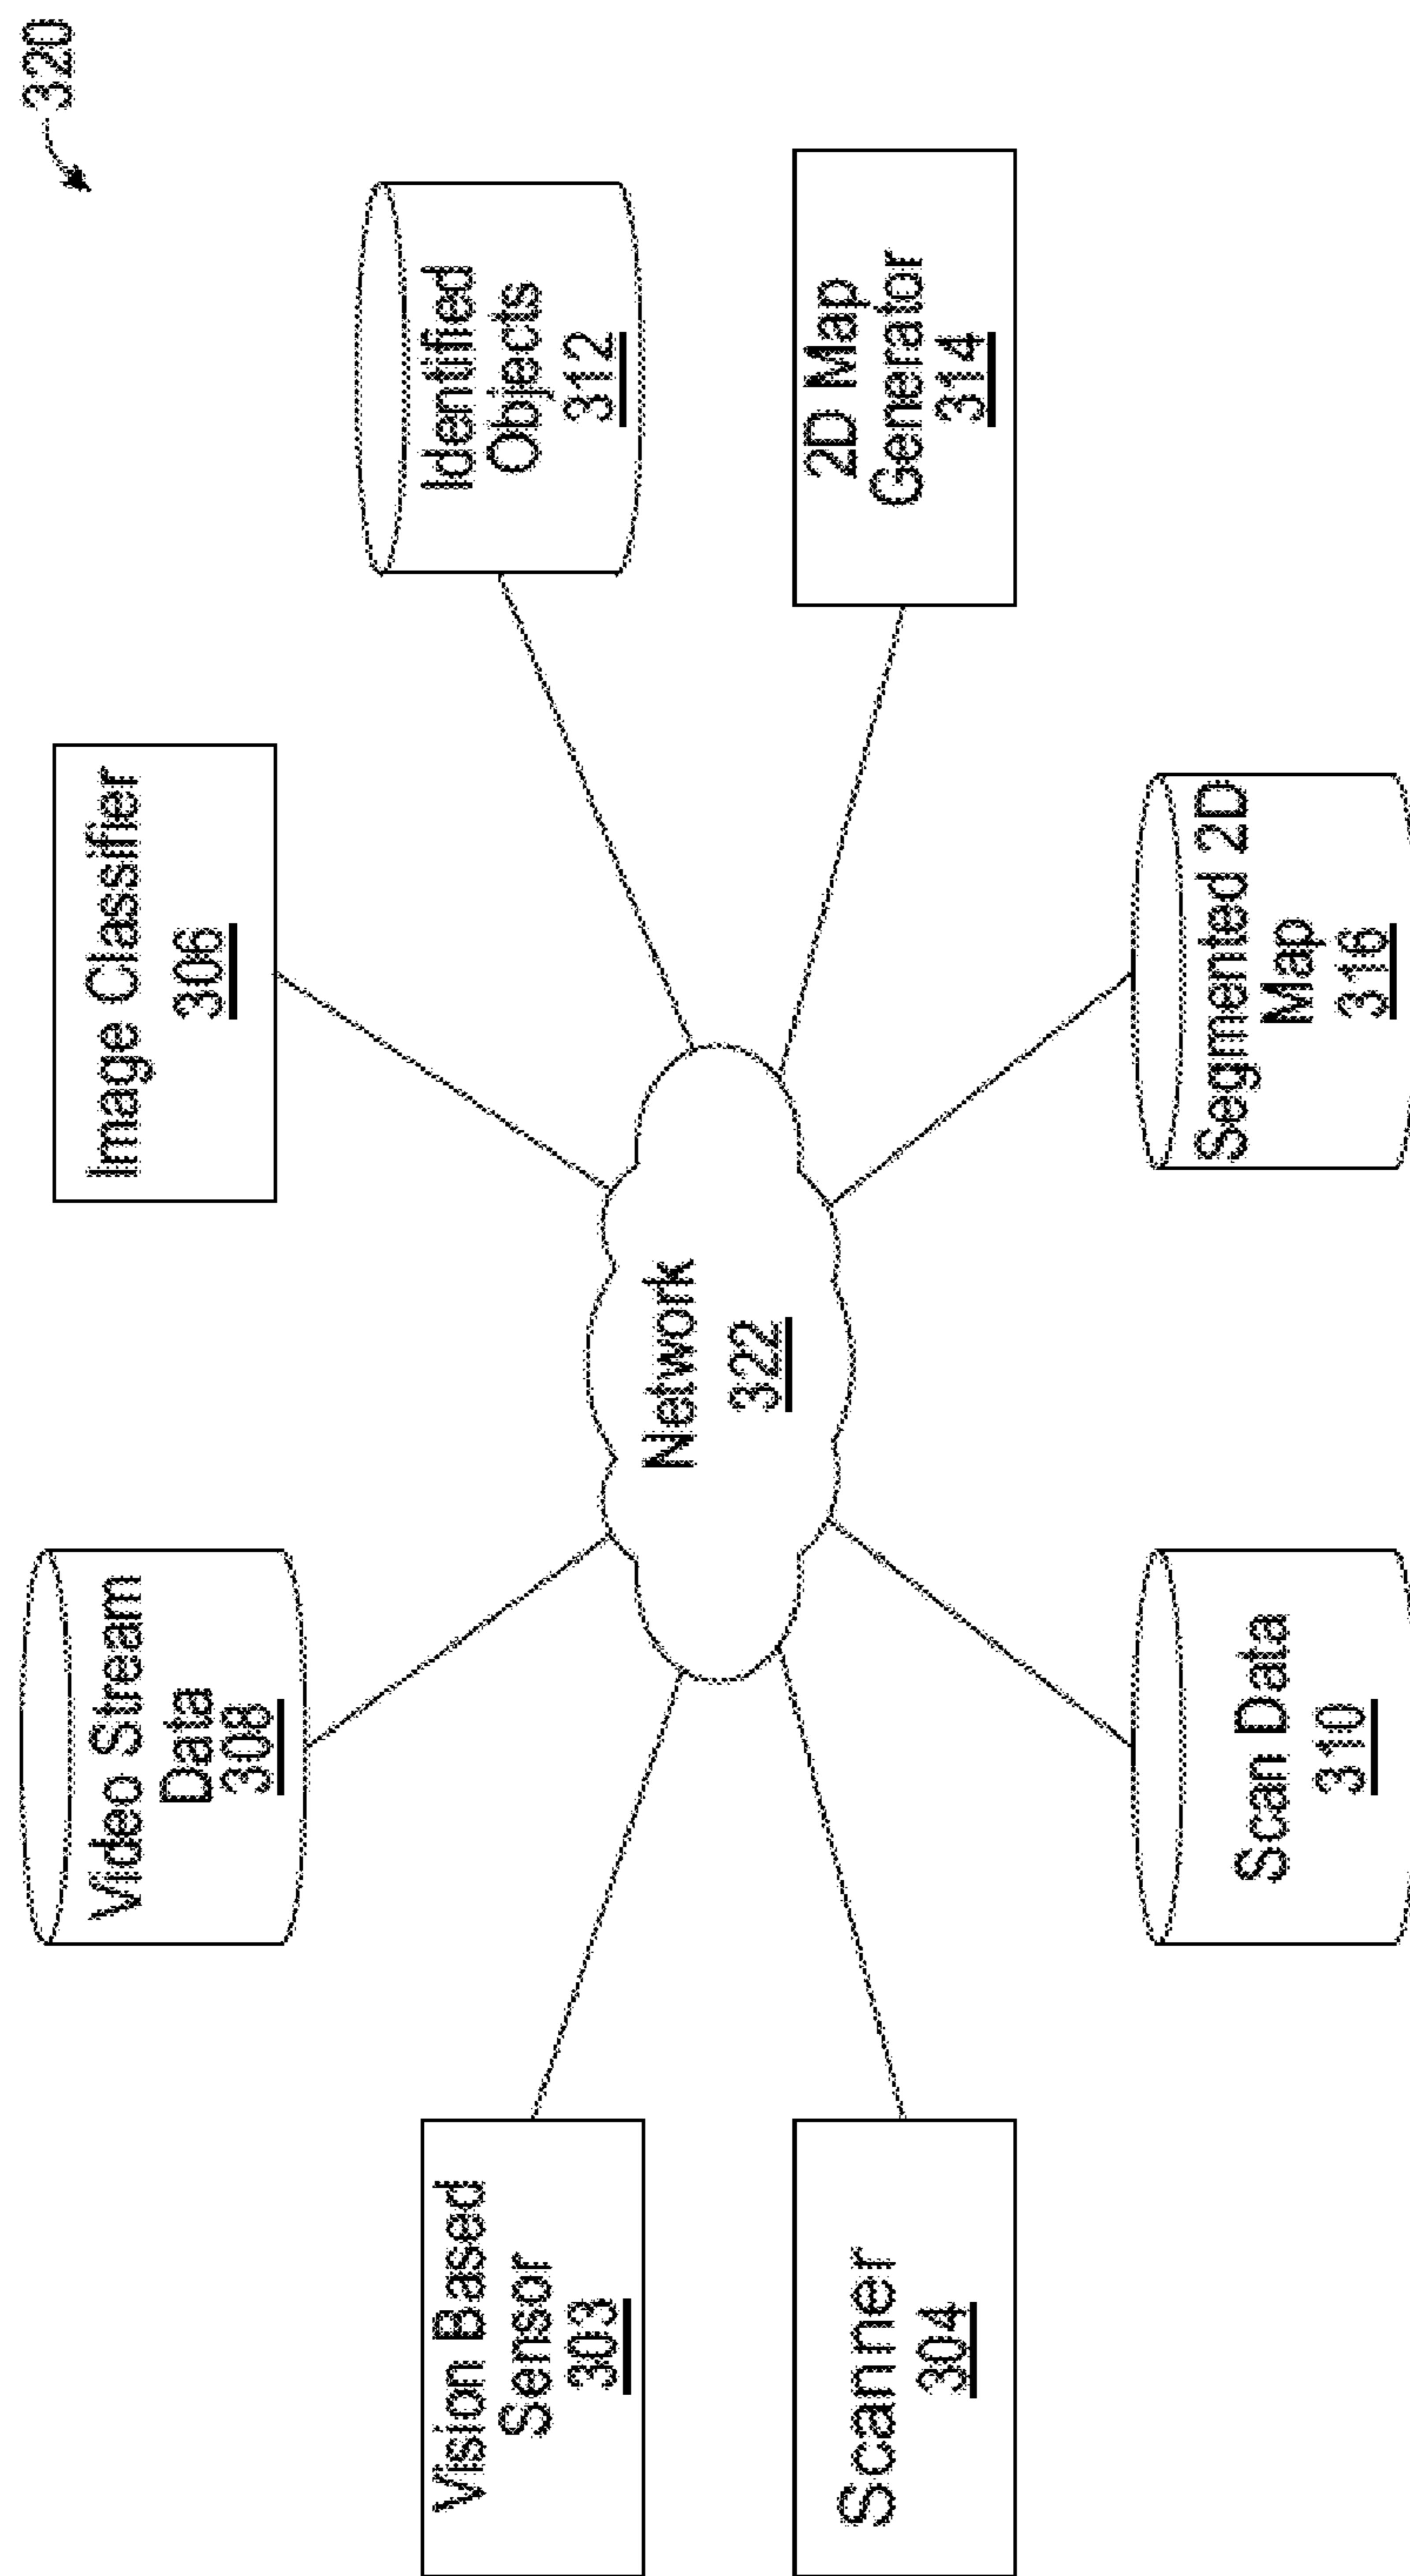 320
Video Stream
Data
308
Image Classifier
306
Vision Based
Sensor
303
Identified
Objects
312
Network
322
Scanner
304
2D Map
Generator
314
Scan Data
310
Segmented 2D
Map
316